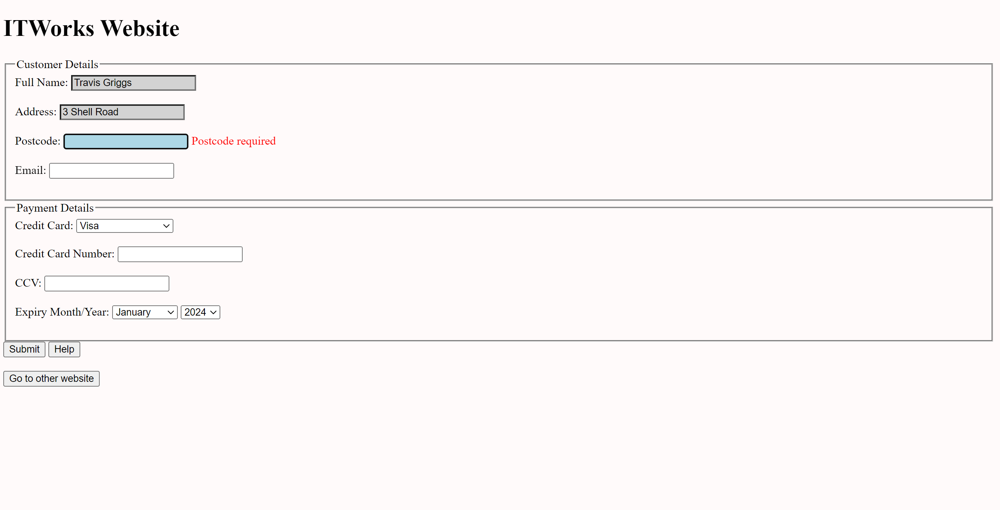 ITWorks Website
Customer Details
Full Name: Travis Griggs
Address: 3 Shell Road
Postcode: Postcode required
Email:
Payment Details
Credit Card: Visa
Credit Card Number:
CCV:
Expiry Month/Year: January 2024
Submit Help
Go to other website